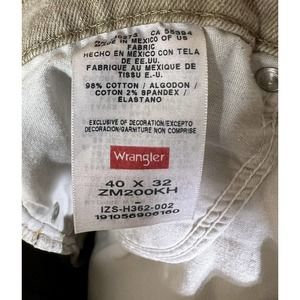 CA 55394
MADE IN MEXICO OF US
FABRIC
HECHO EN MEXICO CON TELA
DE EE.UU.
FABRIQUE AU MEXIQUE DE
TISSU E.-U.
98% COTTON / ALGODON /
COTON 2% SPANDEX /
ELASTANO
EXCLUSIVE OF DECORATION/EXCEPTO
DECORACION/GARNITURE NON COMPRISE
Wrangler
40 X 32
ZM200KH
-
IZS-H362-002
191056906160